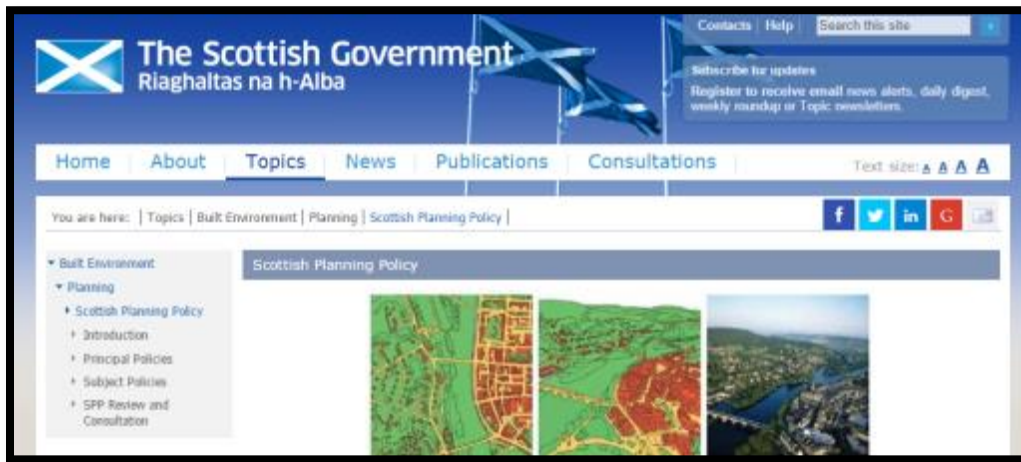 Contacts Help Search this site
The Scottish Government
Riaghaltas na h-Alba
Subscribe for updates
Register to receive email news alerts, daily digest,
weekly roundup or Topic newsletters.
Home About Topics News Publications Consultations Text size: A A A A
You are here: | Topics | Built Environment | Planning | Scottish Planning Policy |
f in G
Built Environment
Scottish Planning Policy
Planning
Scottish Planning Policy
Introduction
Principal Policies
Subject Policies
SPP Review and
Consultation